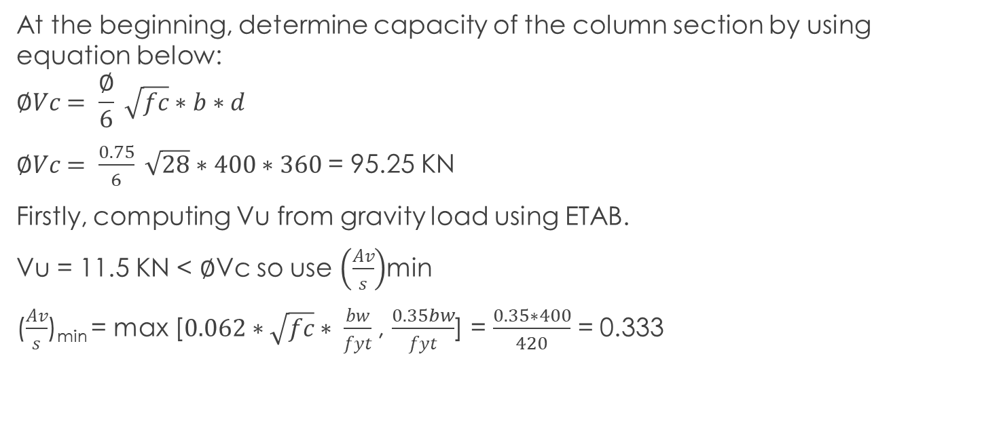 At the beginning, determine capacity of the column section by using
equation below:
∅Vc = ∅/6 √fc * b * d
∅Vc = 0.75/6 √28 * 400 * 360 = 95.25 KN
Firstly, computing Vu from gravity load using ETAB.
Vu = 11.5 KN < ∅Vc so use (Av/s)min
(Av/s)min = max [0.062 * √fc * bw/fyt , 0.35bw/fyt] = 0.35*400/420 = 0.333